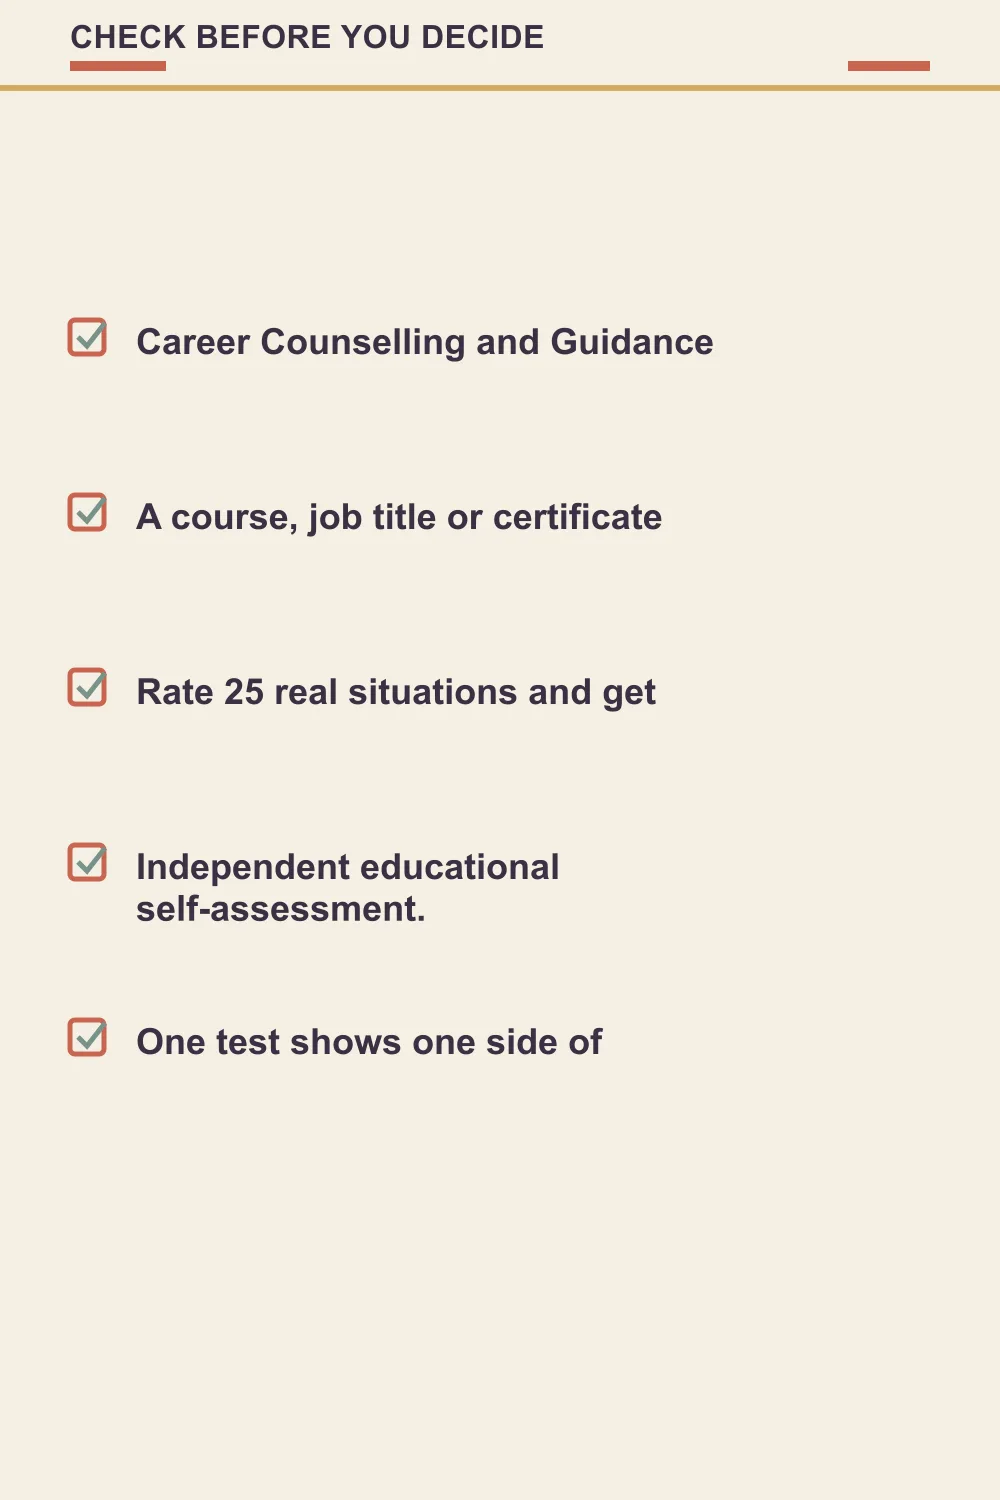 CHECK BEFORE YOU DECIDE
Career Counselling and Guidance
A course, job title or certificate
Rate 25 real situations and get
Independent educational
self-assessment.
One test shows one side of